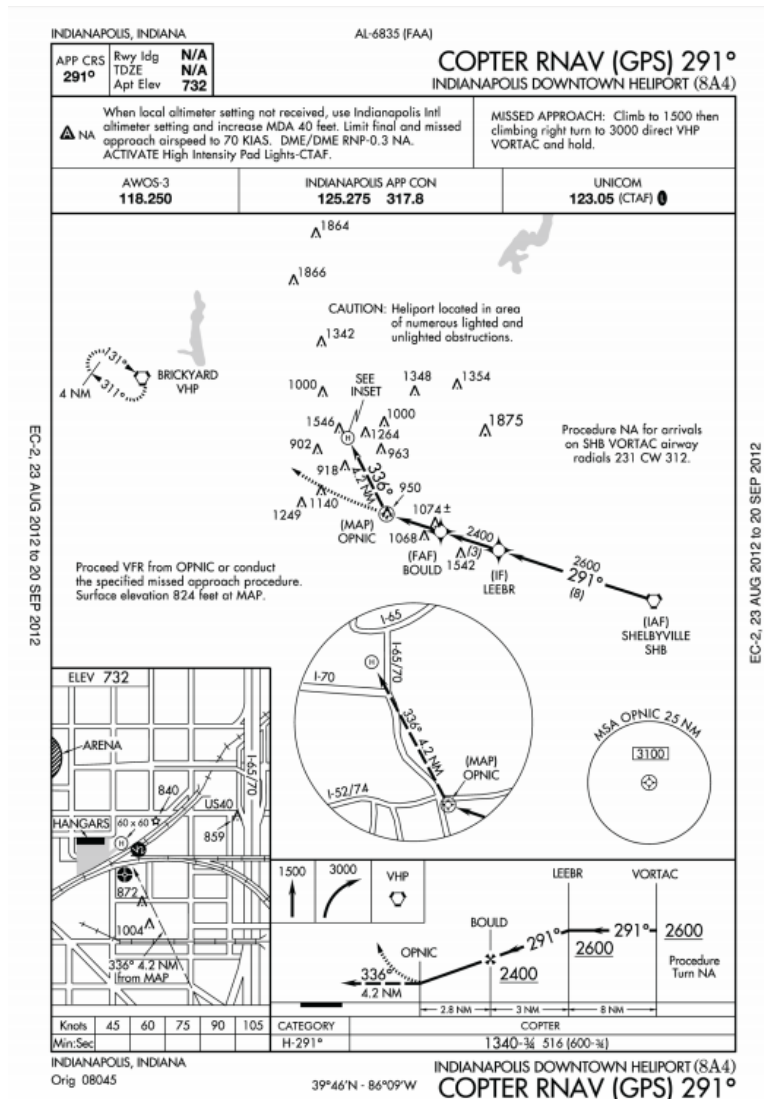 INDIANAPOLIS, INDIANA
AL-6835 (FAA)
APP CRS
291°
Rwy ldg N/A
TDZE N/A
Apt Elev 732
COPTER RNAV (GPS) 291°
INDIANAPOLIS DOWNTOWN HELIPORT (8A4)
A NA
When local altimeter setting not received, use Indianapolis Intl
altimeter setting and increase MDA 40 feet. Limit final and missed
approach airspeed to 70 KIAS. DME/DME RNP-0.3 NA.
ACTIVATE High Intensity Pad Lights-CTAF.
MISSED APPROACH: Climb to 1500 then
climbing right turn to 3000 direct VHP
VORTAC and hold.
AWOS-3
118.250
INDIANAPOLIS APP CON
125.275 317.8
UNICOM
123.05 (CTAF) L
1864
1866
CAUTION: Heliport located in area
of numerous lighted and
unlighted obstructions.
1342
131°
311°
4 NM
BRICKYARD
VHP
1000
SEE
INSET
1348
1354
1546
H
1000
1264
1875
902
963
918
Procedure NA for arrivals
on SHB VORTAC airway
radials 231 CW 312.
336°
4.2 NM
950
1140
1249
(MAP)
OPNIC
1074±
1068
(FAF)
BOULD
2400
(3)
1542
(IF)
LEEBR
2600
291°
(8)
(IAF)
SHELBYVILLE
SHB
Proceed VFR from OPNIC or conduct
the specified missed approach procedure.
Surface elevation 824 feet at MAP.
EC-2, 23 AUG 2012 to 20 SEP 2012
EC-2, 23 AUG 2012 to 20 SEP 2012
I-65
I-65/70
H
I-70
336° 4.2 NM
(MAP)
OPNIC
I-52/74
MSA OPNIC 25 NM
3100
ELEV 732
ARENA
I-65/70
840
US40
HANGARS
60 x 60
H
859
872
1004
336° 4.2 NM
from MAP
1500
3000
VHP
LEEBR
VORTAC
BOULD
OPNIC
291°
291°
2600
2600
2400
336°
4.2 NM
Procedure
Turn NA
2.8 NM
3 NM
8 NM
Knots 45 60 75 90 105
Min:Sec
CATEGORY
COPTER
H-291°
1340-¾ 516 (600-¾)
INDIANAPOLIS, INDIANA
Orig 08045
39°46'N - 86°09'W
INDIANAPOLIS DOWNTOWN HELIPORT (8A4)
COPTER RNAV (GPS) 291°